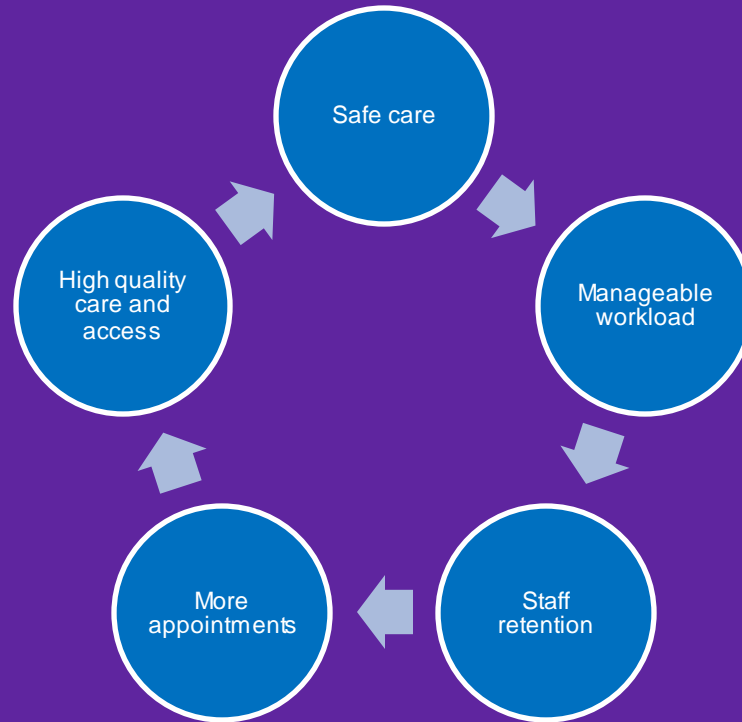 Safe care
Manageable
workload
Staff
retention
More
appointments
High quality
care and
access